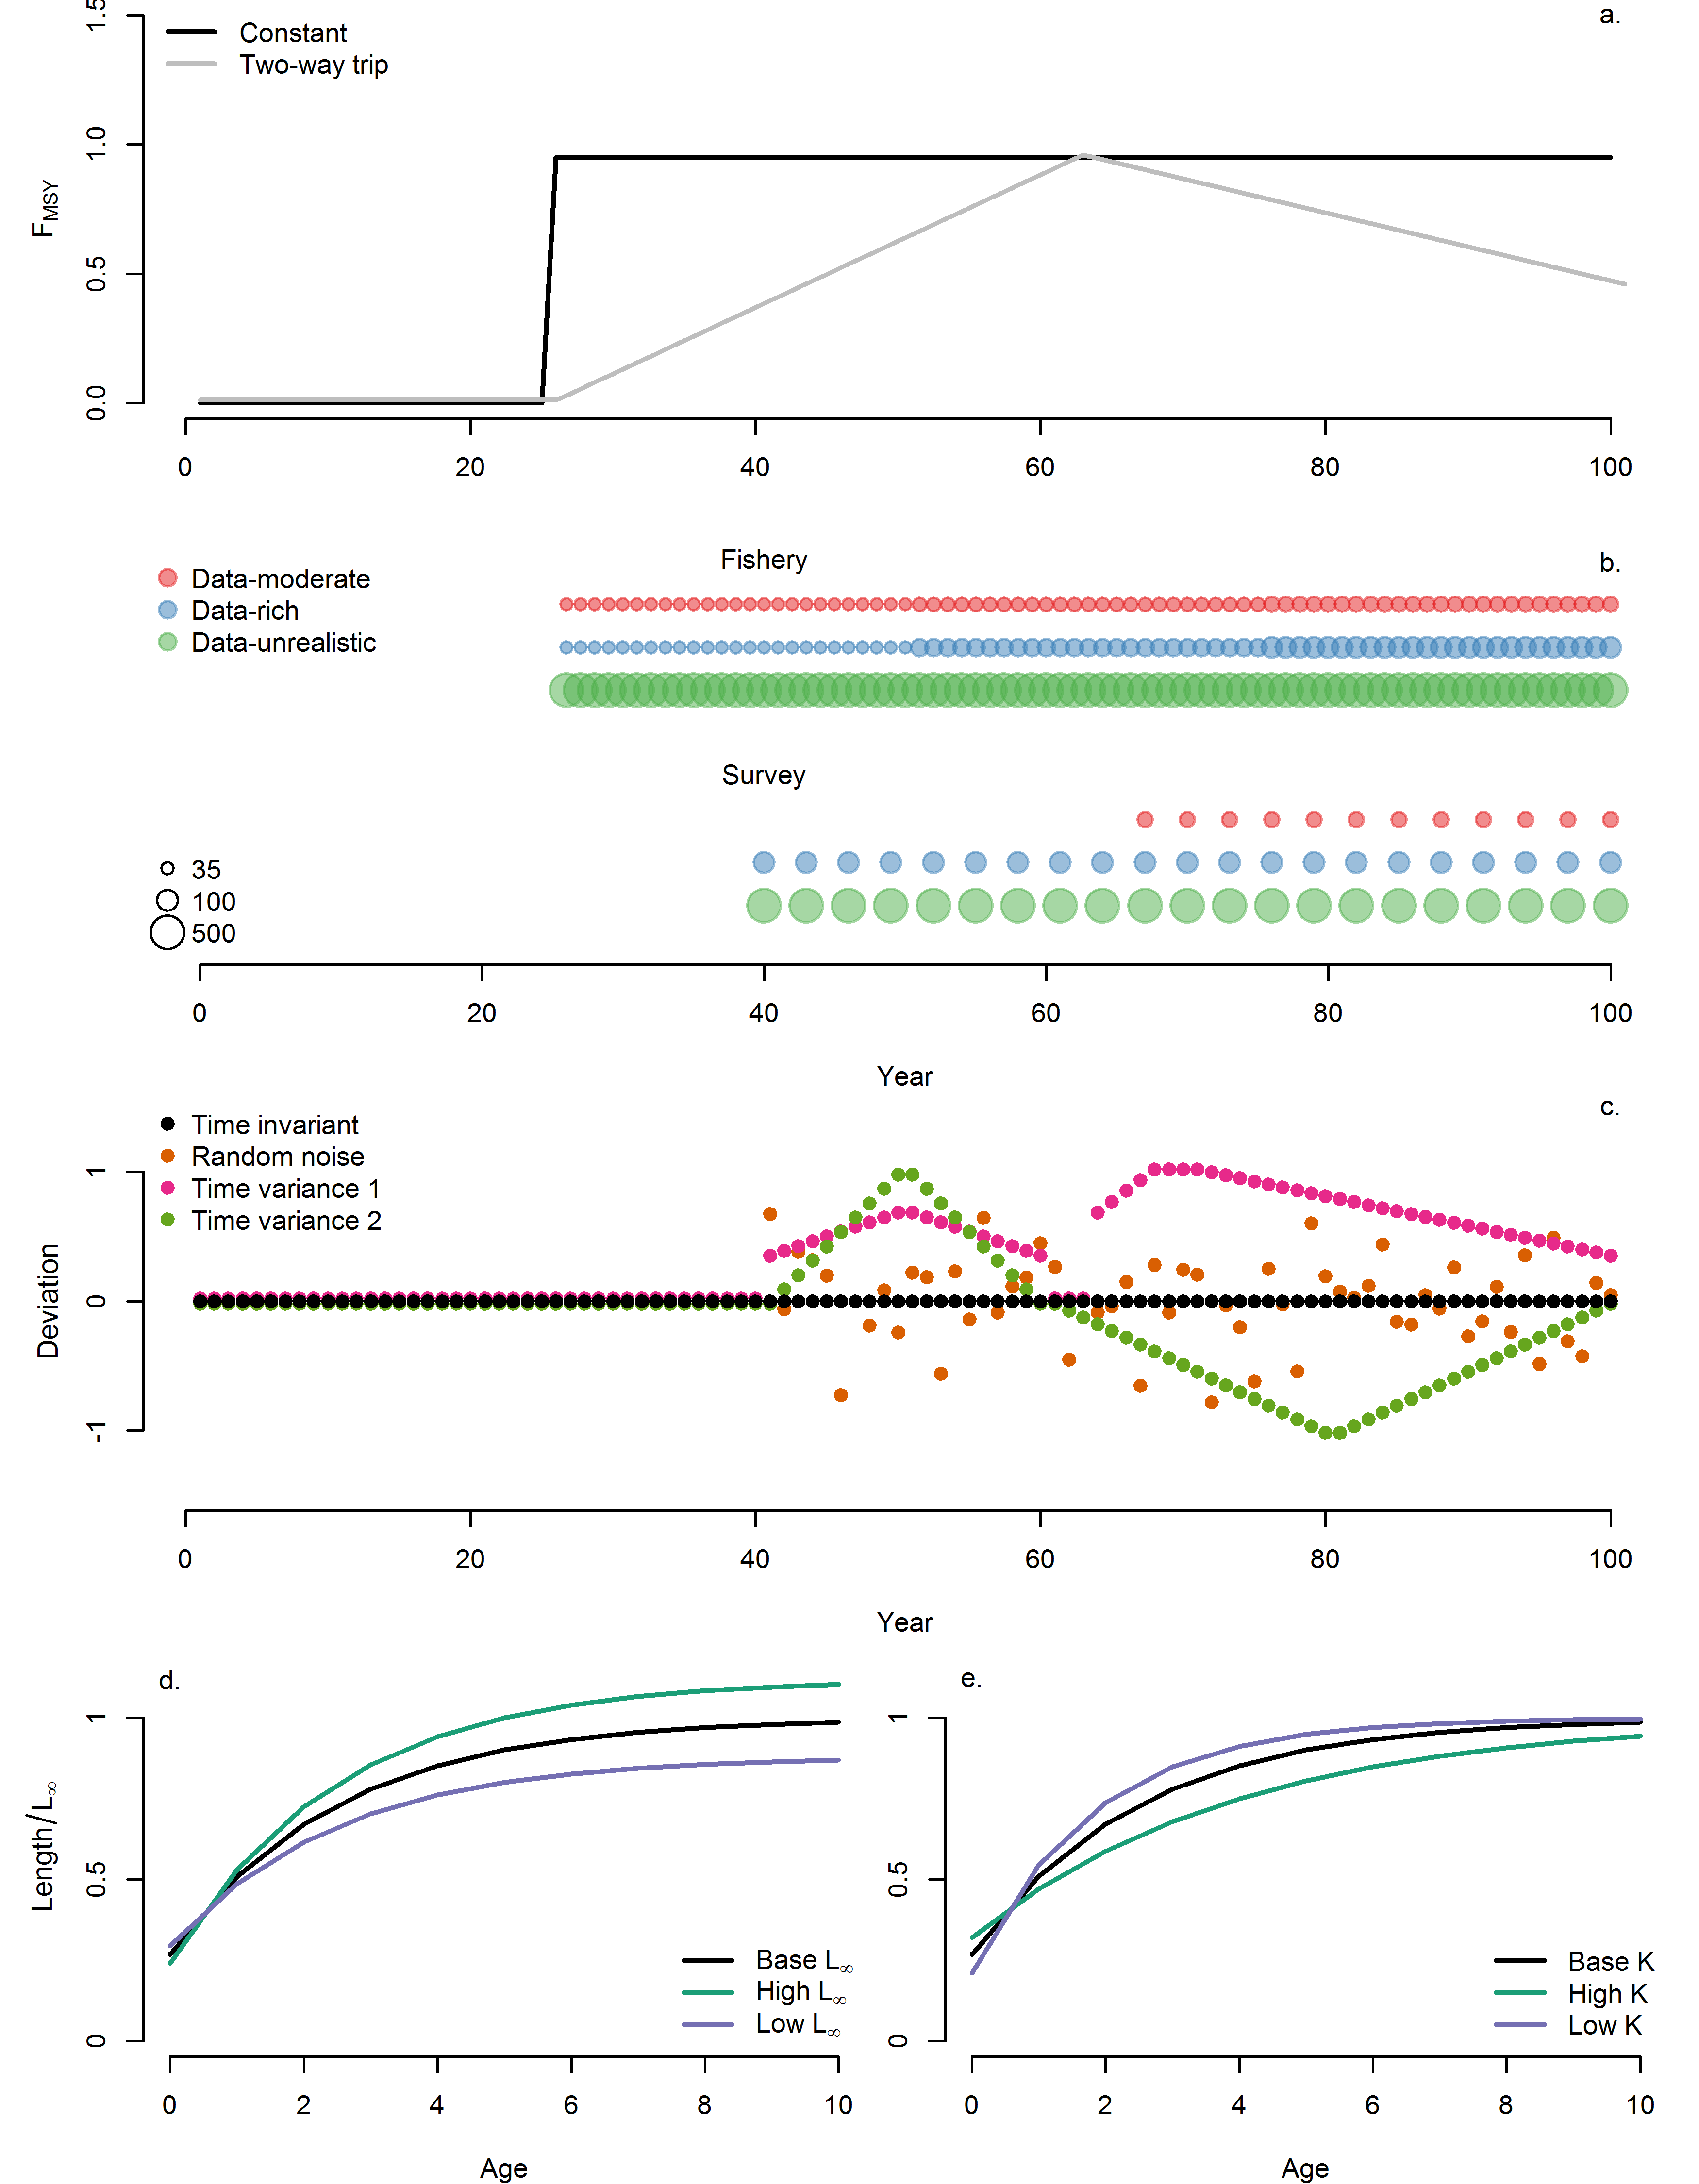 a.
Constant
Two-way trip
1.5
1.0
0.5
0.0
F_MSY
0 20 40 60 80 100
Fishery
b.
Data-moderate
Data-rich
Data-unrealistic
Survey
35
100
500
0 20 40 60 80 100
Year
c.
Time invariant
Random noise
Time variance 1
Time variance 2
1
0
-1
Deviation
0 20 40 60 80 100
Year
d.
1
0.5
0
Length/L∞
Base L∞
High L∞
Low L∞
0 2 4 6 8 10
Age
e.
1
0.5
0
Base K
High K
Low K
0 2 4 6 8 10
Age